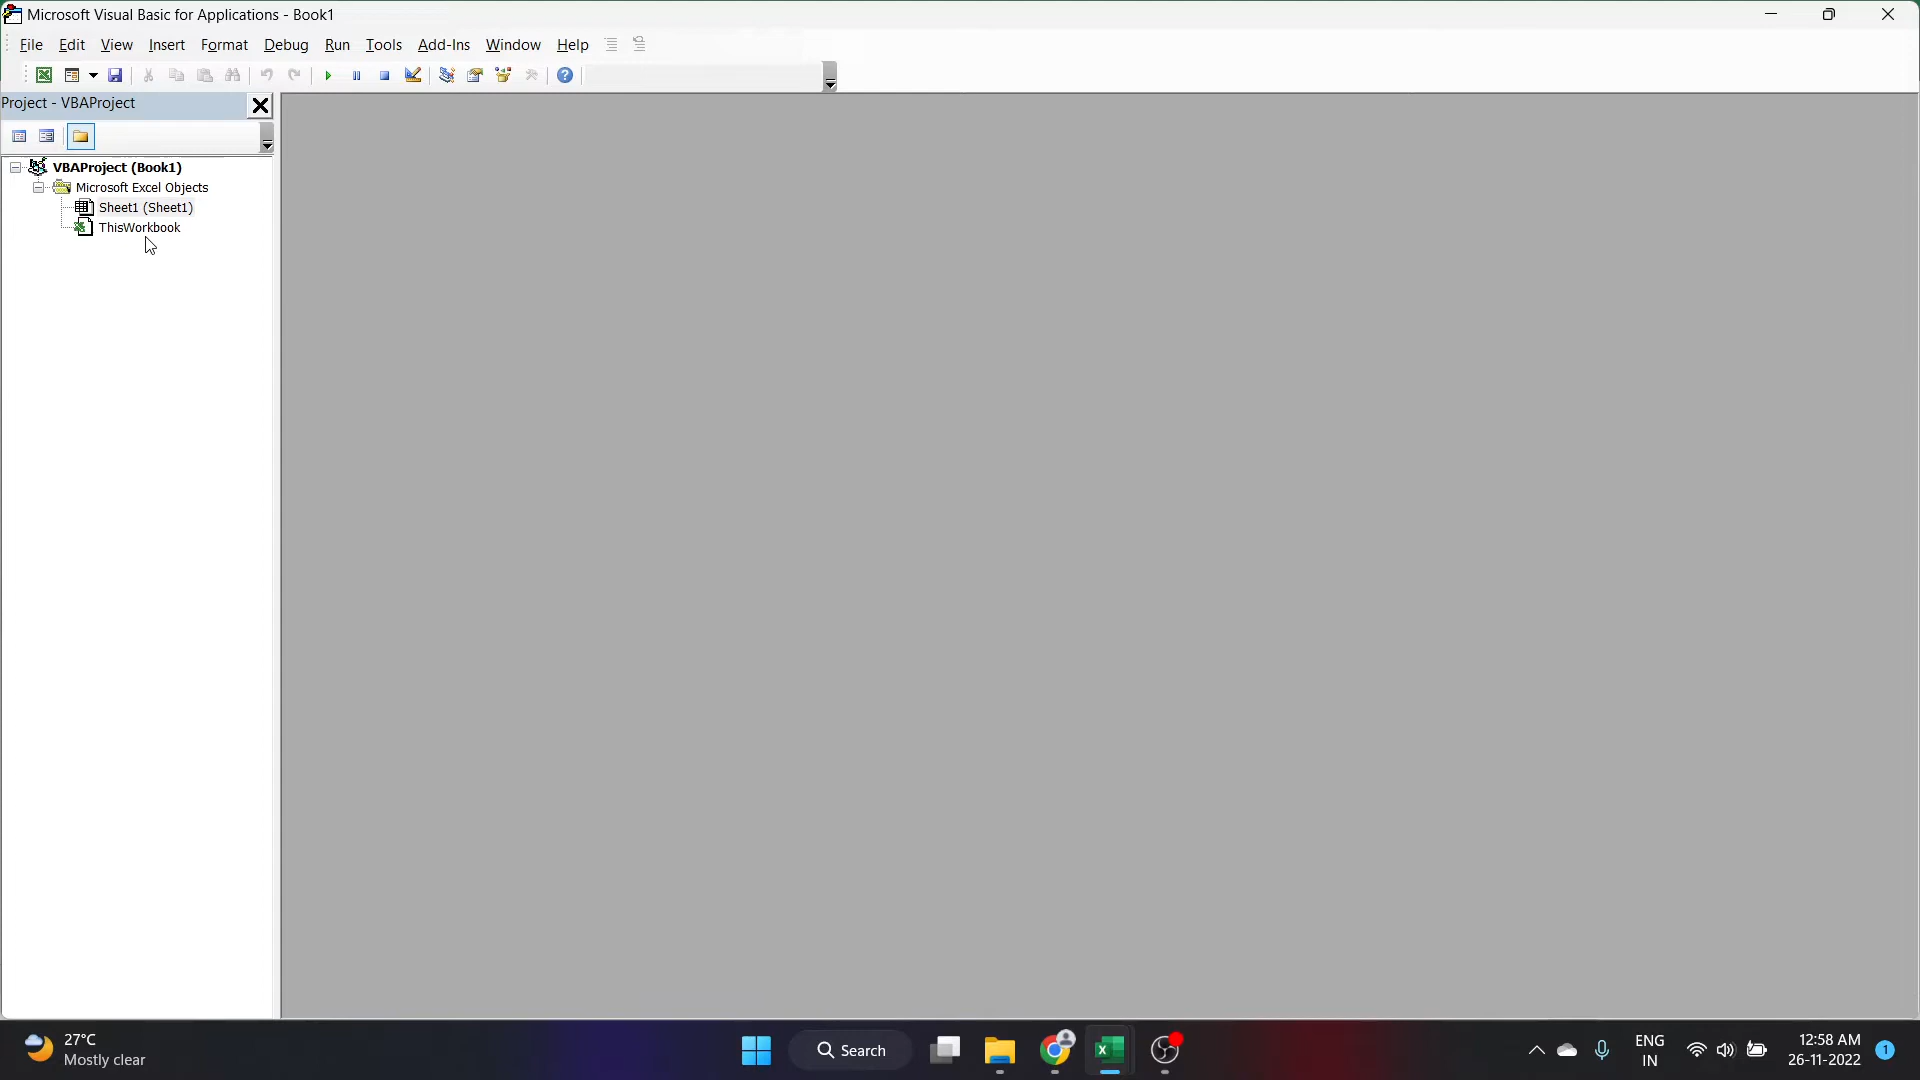 Microsoft Visual Basic for Applications - Book1
File Edit View Insert Format Debug Run Tools Add-Ins Window Help
Project - VBAProject
VBAProject (Book1)
Microsoft Excel Objects
Sheet1 (Sheet1)
ThisWorkbook
27°C
Mostly clear
Search
ENG
IN
12:58 AM
26-11-2022
1